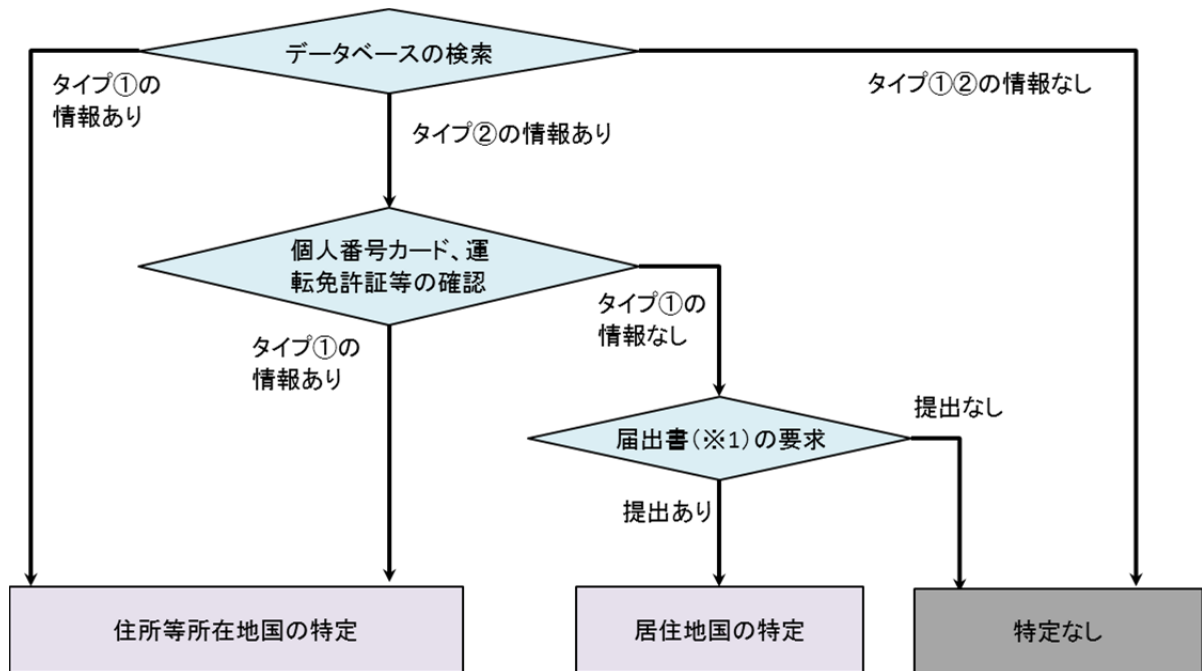 データベースの検索
タイプ①の
情報あり
タイプ①②の情報なし
タイプ②の情報あり
個人番号カード、運
転免許証等の確認
タイプ①の
情報なし
タイプ①の
情報あり
提出なし
届出書(※1)の要求
提出あり
住所等所在地国の特定
居住地国の特定
特定なし